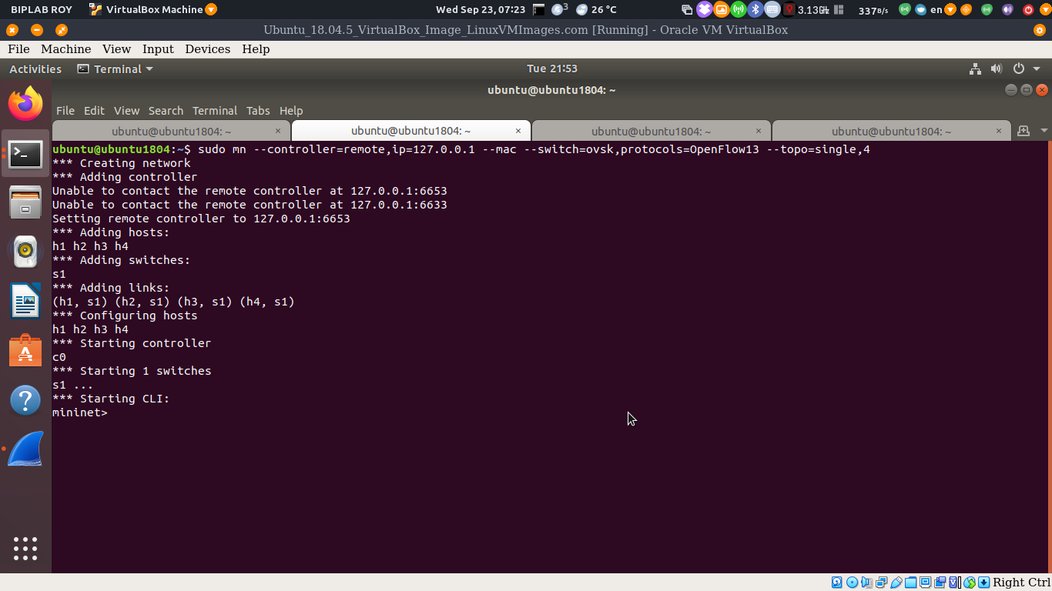 BIPLAB ROY VirtualBox Machine Wed Sep 23, 07:23 3 26 °C 3.13GHz 337B/s en
Ubuntu_18.04.5_VirtualBox_Image_LinuxVMImages.com [Running] - Oracle VM VirtualBox
File Machine View Input Devices Help
Activities Terminal Tue 21:53
ubuntu@ubuntu1804: ~
File Edit View Search Terminal Tabs Help
ubuntu@ubuntu1804: ~ × ubuntu@ubuntu1804: ~ × ubuntu@ubuntu1804: ~ × ubuntu@ubuntu1804: ~ ×
ubuntu@ubuntu1804:~$ sudo mn --controller=remote,ip=127.0.0.1 --mac --switch=ovsk,protocols=OpenFlow13 --topo=single,4
*** Creating network
*** Adding controller
Unable to contact the remote controller at 127.0.0.1:6653
Unable to contact the remote controller at 127.0.0.1:6633
Setting remote controller to 127.0.0.1:6653
*** Adding hosts:
h1 h2 h3 h4
*** Adding switches:
s1
*** Adding links:
(h1, s1) (h2, s1) (h3, s1) (h4, s1)
*** Configuring hosts
h1 h2 h3 h4
*** Starting controller
c0
*** Starting 1 switches
s1 ...
*** Starting CLI:
mininet>
Right Ctrl